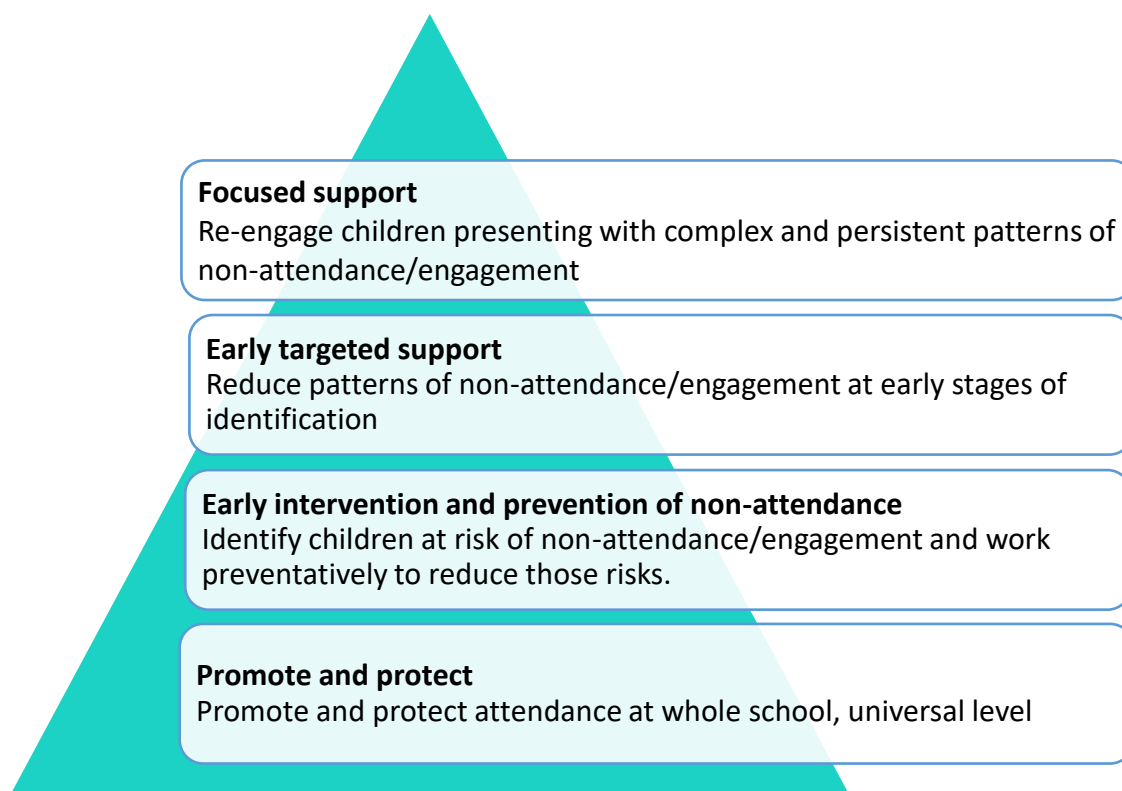 Focused support
Re-engage children presenting with complex and persistent patterns of
non-attendance/engagement
Early targeted support
Reduce patterns of non-attendance/engagement at early stages of
identification
Early intervention and prevention of non-attendance
Identify children at risk of non-attendance/engagement and work
preventatively to reduce those risks.
Promote and protect
Promote and protect attendance at whole school, universal level